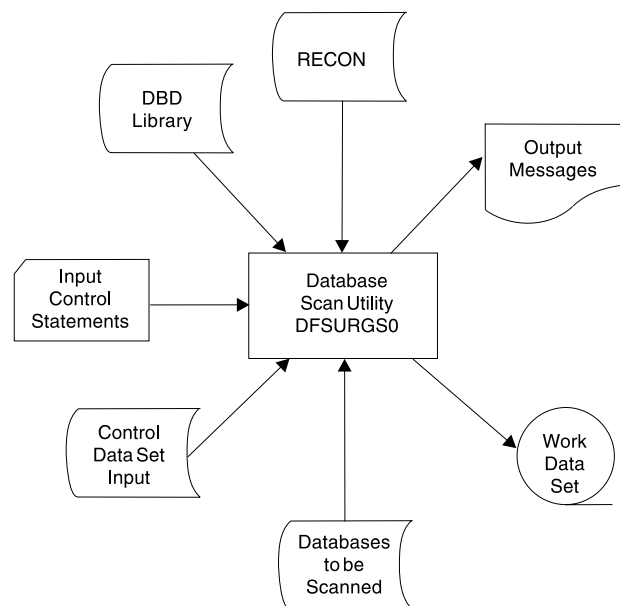 RECON
DBD
Library
Output
Messages
Input
Control
Statements
Database
Scan Utility
DFSURGS0
Control
Data Set
Input
Work
Data
Set
Databases
to be
Scanned